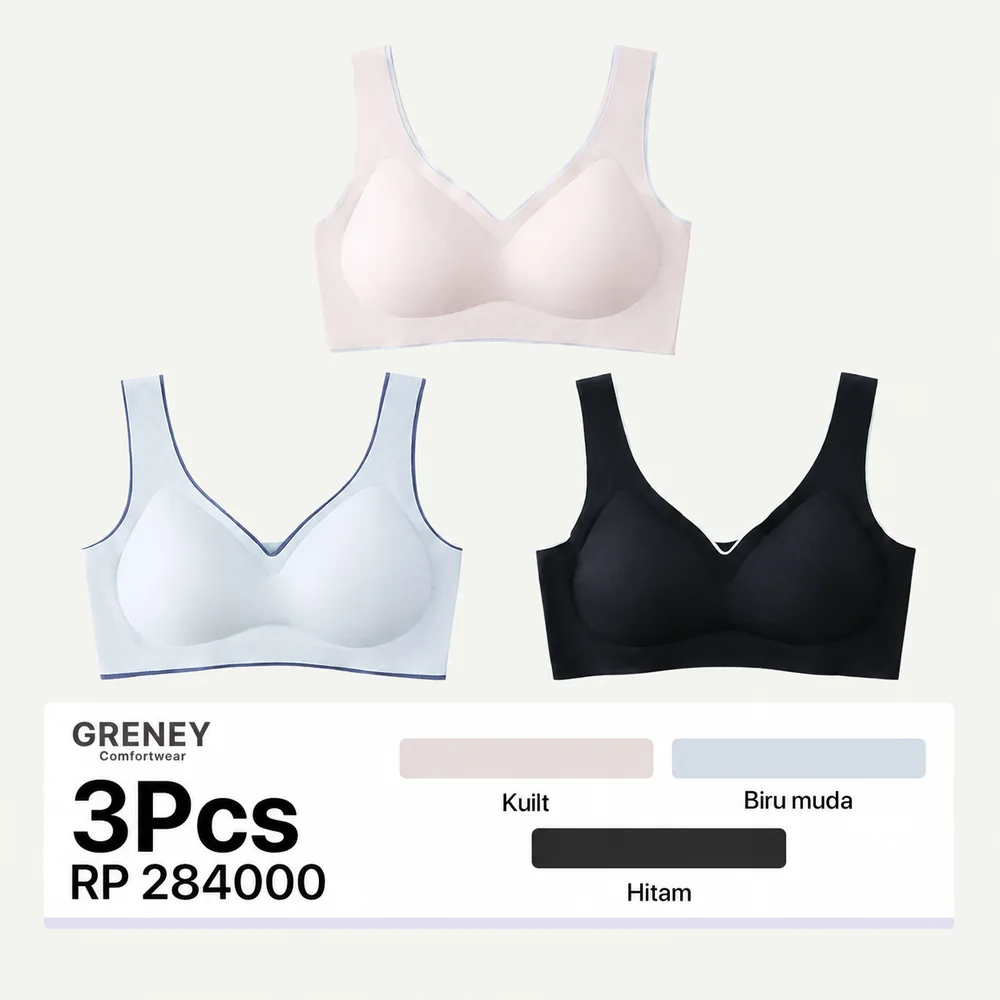 GRENEY
Comfortwear
3Pcs
RP 284000
Kuilt
Biru muda
Hitam